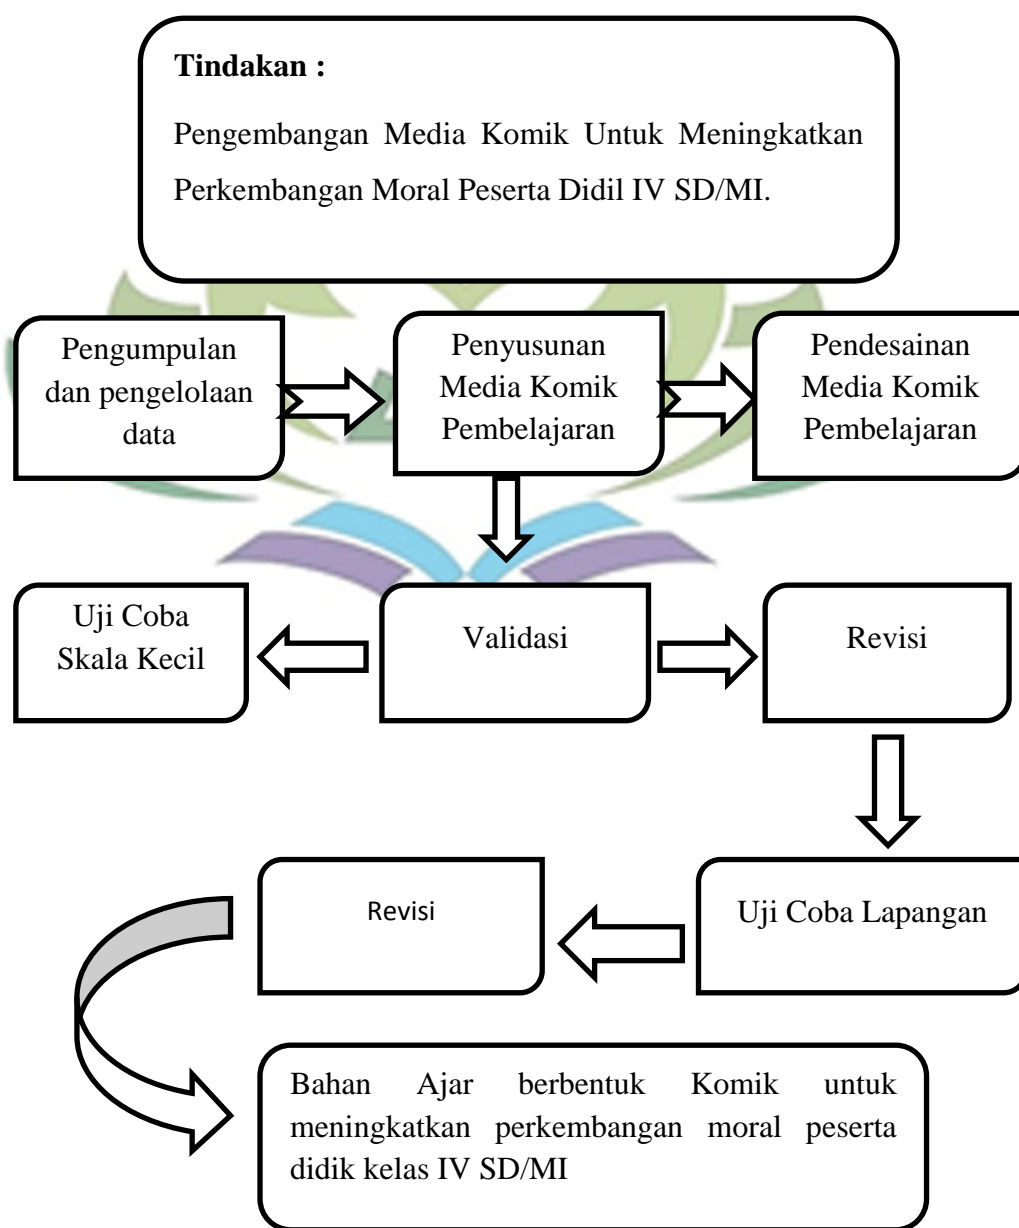 Tindakan :
Pengembangan Media Komik Untuk Meningkatkan
Perkembangan Moral Peserta Didil IV SD/MI.
Pengumpulan
dan pengelolaan
data
Penyusunan
Media Komik
Pembelajaran
Pendesainan
Media Komik
Pembelajaran
Uji Coba
Skala Kecil
Validasi
Revisi
Revisi
Uji Coba Lapangan
Bahan Ajar berbentuk Komik untuk
meningkatkan perkembangan moral peserta
didik kelas IV SD/MI